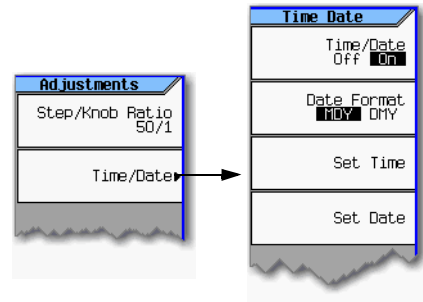 Adjustments
Step/Knob Ratio
50/1
Time/Date
Time Date
Time/Date
Off On
Date Format
MDY DMY
Set Time
Set Date